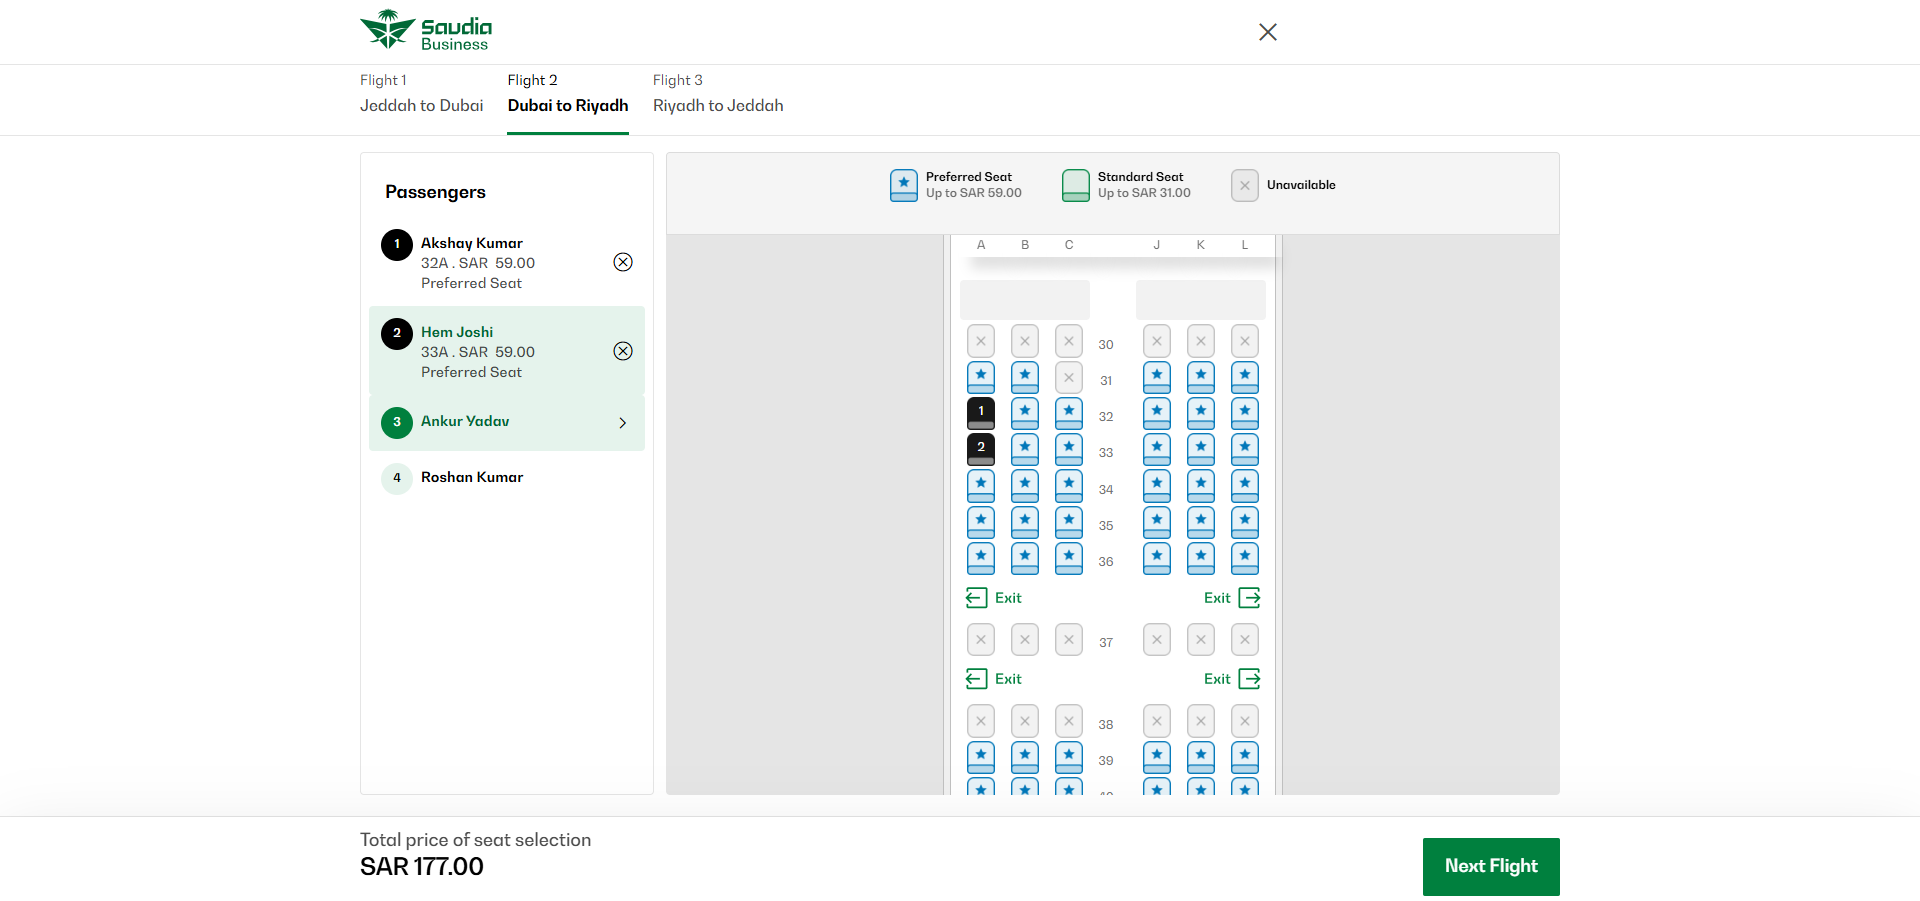 Saudia
Business
Flight 1
Jeddah to Dubai
Flight 2
Dubai to Riyadh
Flight 3
Riyadh to Jeddah
Passengers
1
Akshay Kumar
32A . SAR 59.00
Preferred Seat
2
Hem Joshi
33A . SAR 59.00
Preferred Seat
3
Ankur Yadav
4
Roshan Kumar
Preferred Seat
Up to SAR 59.00
Standard Seat
Up to SAR 31.00
Unavailable
A B C J K L
30
31
1 32
2 33
34
35
36
Exit Exit
37
Exit Exit
38
39
Total price of seat selection
SAR 177.00
Next Flight